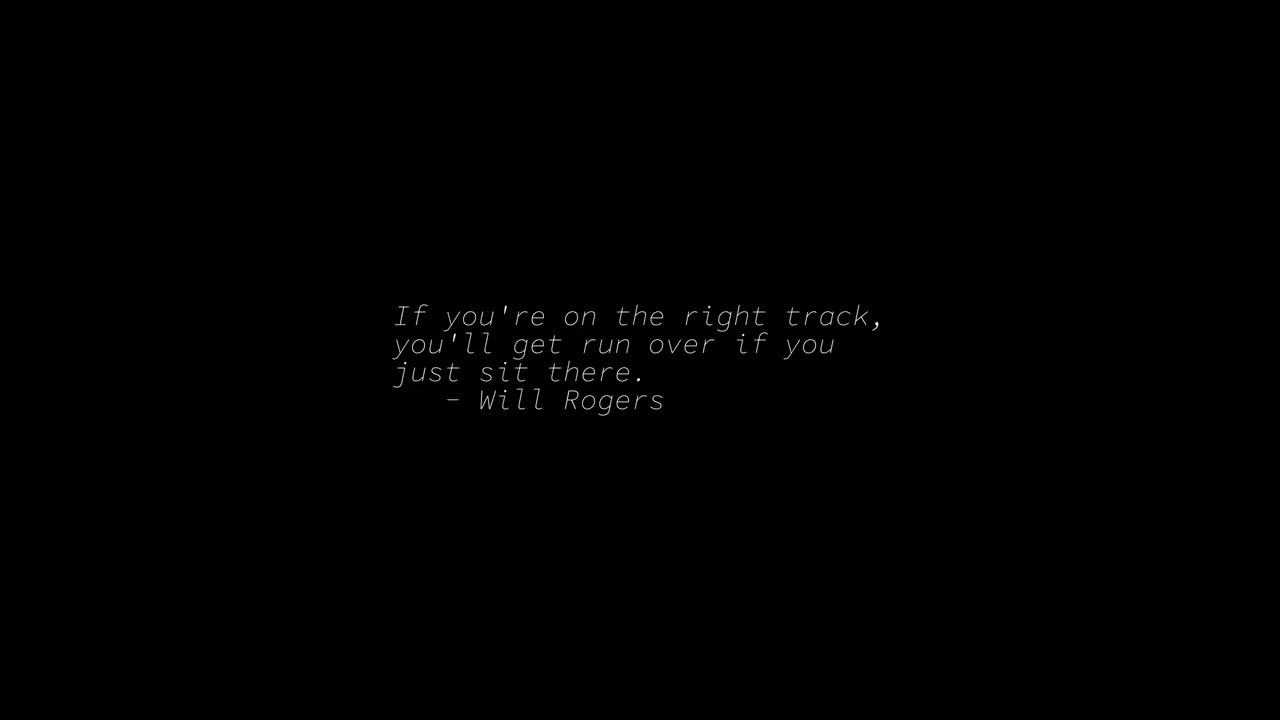 If you're on the right track,
you'll get run over if you
just sit there.
- Will Rogers